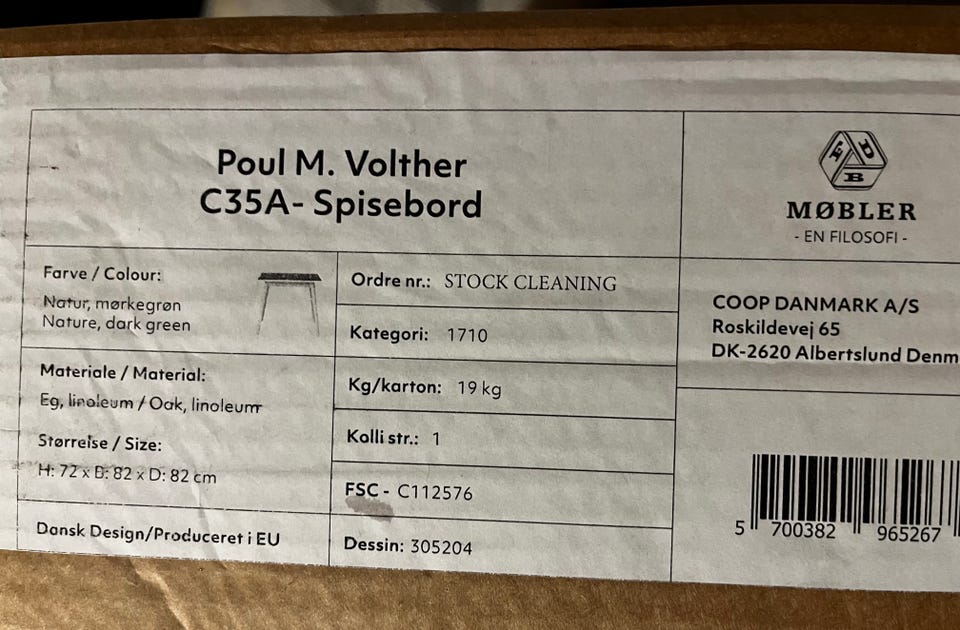 Poul M. Volther
C35A- Spisebord
FDB
MØBLER
- EN FILOSOFI -
Farve / Colour:
Natur, mørkegrøn
Nature, dark green
Materiale / Material:
Eg, linoleum / Oak, linoleum
Størrelse / Size:
H: 72 x B: 82 x D: 82 cm
Dansk Design/Produceret i EU
Ordre nr.: STOCK CLEANING
Kategori: 1710
Kg/karton: 19 kg
Kolli str.: 1
FSC - C112576
Dessin: 305204
COOP DANMARK A/S
Roskildevej 65
DK-2620 Albertslund Denm
5 700382 965267